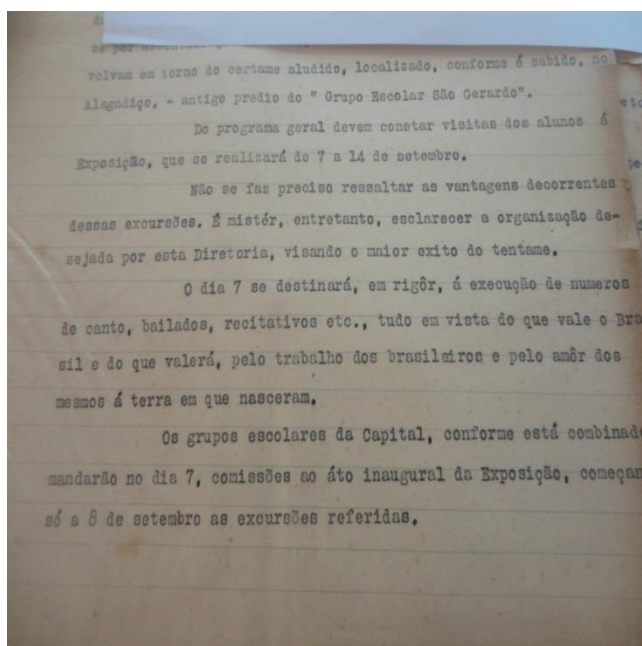 volvam em torno do certame aludido, localizado, conforme é sabido, no
Alagadiço, - antigo predio do " Grupo Escolar São Gerardo".
Do programa geral devem constar visitas dos alunos á
Exposição, que se realizará de 7 a 14 de setembro.
Não se faz preciso ressaltar as vantagens decorrentes
dessas excursões. É mistér, entretanto, esclarecer a organização de-
sejada por esta Diretoria, visando o maior exito do tentame.
O dia 7 se destinará, em rigôr, á execução de numeros
de canto, bailados, recitativos etc., tudo em vista do que vale o Bra
sil e do que valerá, pelo trabalho dos brasileiros e pelo amôr dos
mesmos á terra em que nasceram.
Os grupos escolares da Capital, conforme está combinado
mandarão no dia 7, comissões ao áto inaugural da Exposição, começan
só a 8 de setembro as excursões referidas.